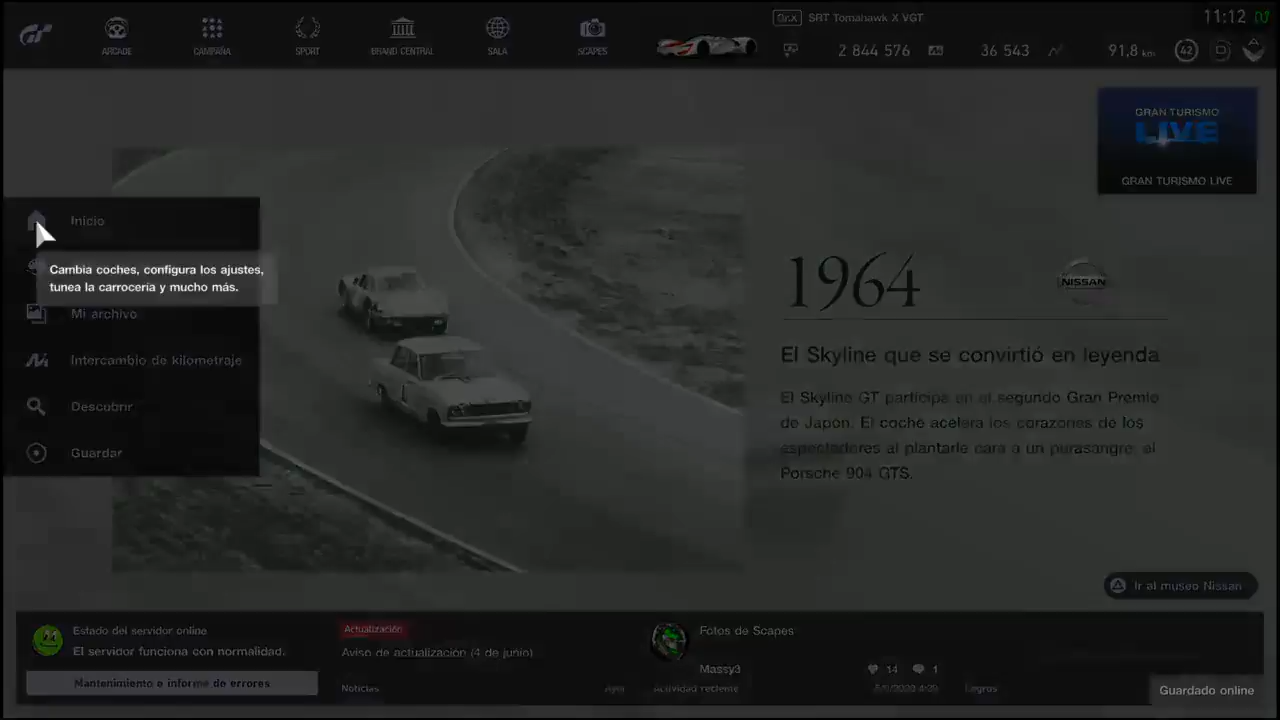 Gr.X SRT Tomahawk X VGT
11:12
ARCADE
CAMPAÑA
SPORT
BRAND CENTRAL
SALA
SCAPES
2 844 576
36 543
91,8 km
42
GRAN TURISMO
LIVE
GRAN TURISMO LIVE
Inicio
Cambia coches, configura los ajustes,
tunea la carrocería y mucho más.
Mi archivo
Intercambio de kilometraje
Descubrir
Guardar
1964
NISSAN
El Skyline que se convirtió en leyenda
El Skyline GT participa en el segundo Gran Premio
de Japón. El coche acelera los corazones de los
espectadores al plantarle cara a un purasangre: el
Porsche 904 GTS.
Ir al museo Nissan
Estado del servidor online
El servidor funciona con normalidad.
Mantenimiento e informe de errores
Actualización
Aviso de actualización (4 de junio)
Noticias
Ayer
Fotos de Scapes
Massy3
14
1
Actividad reciente
Logros
Guardado online